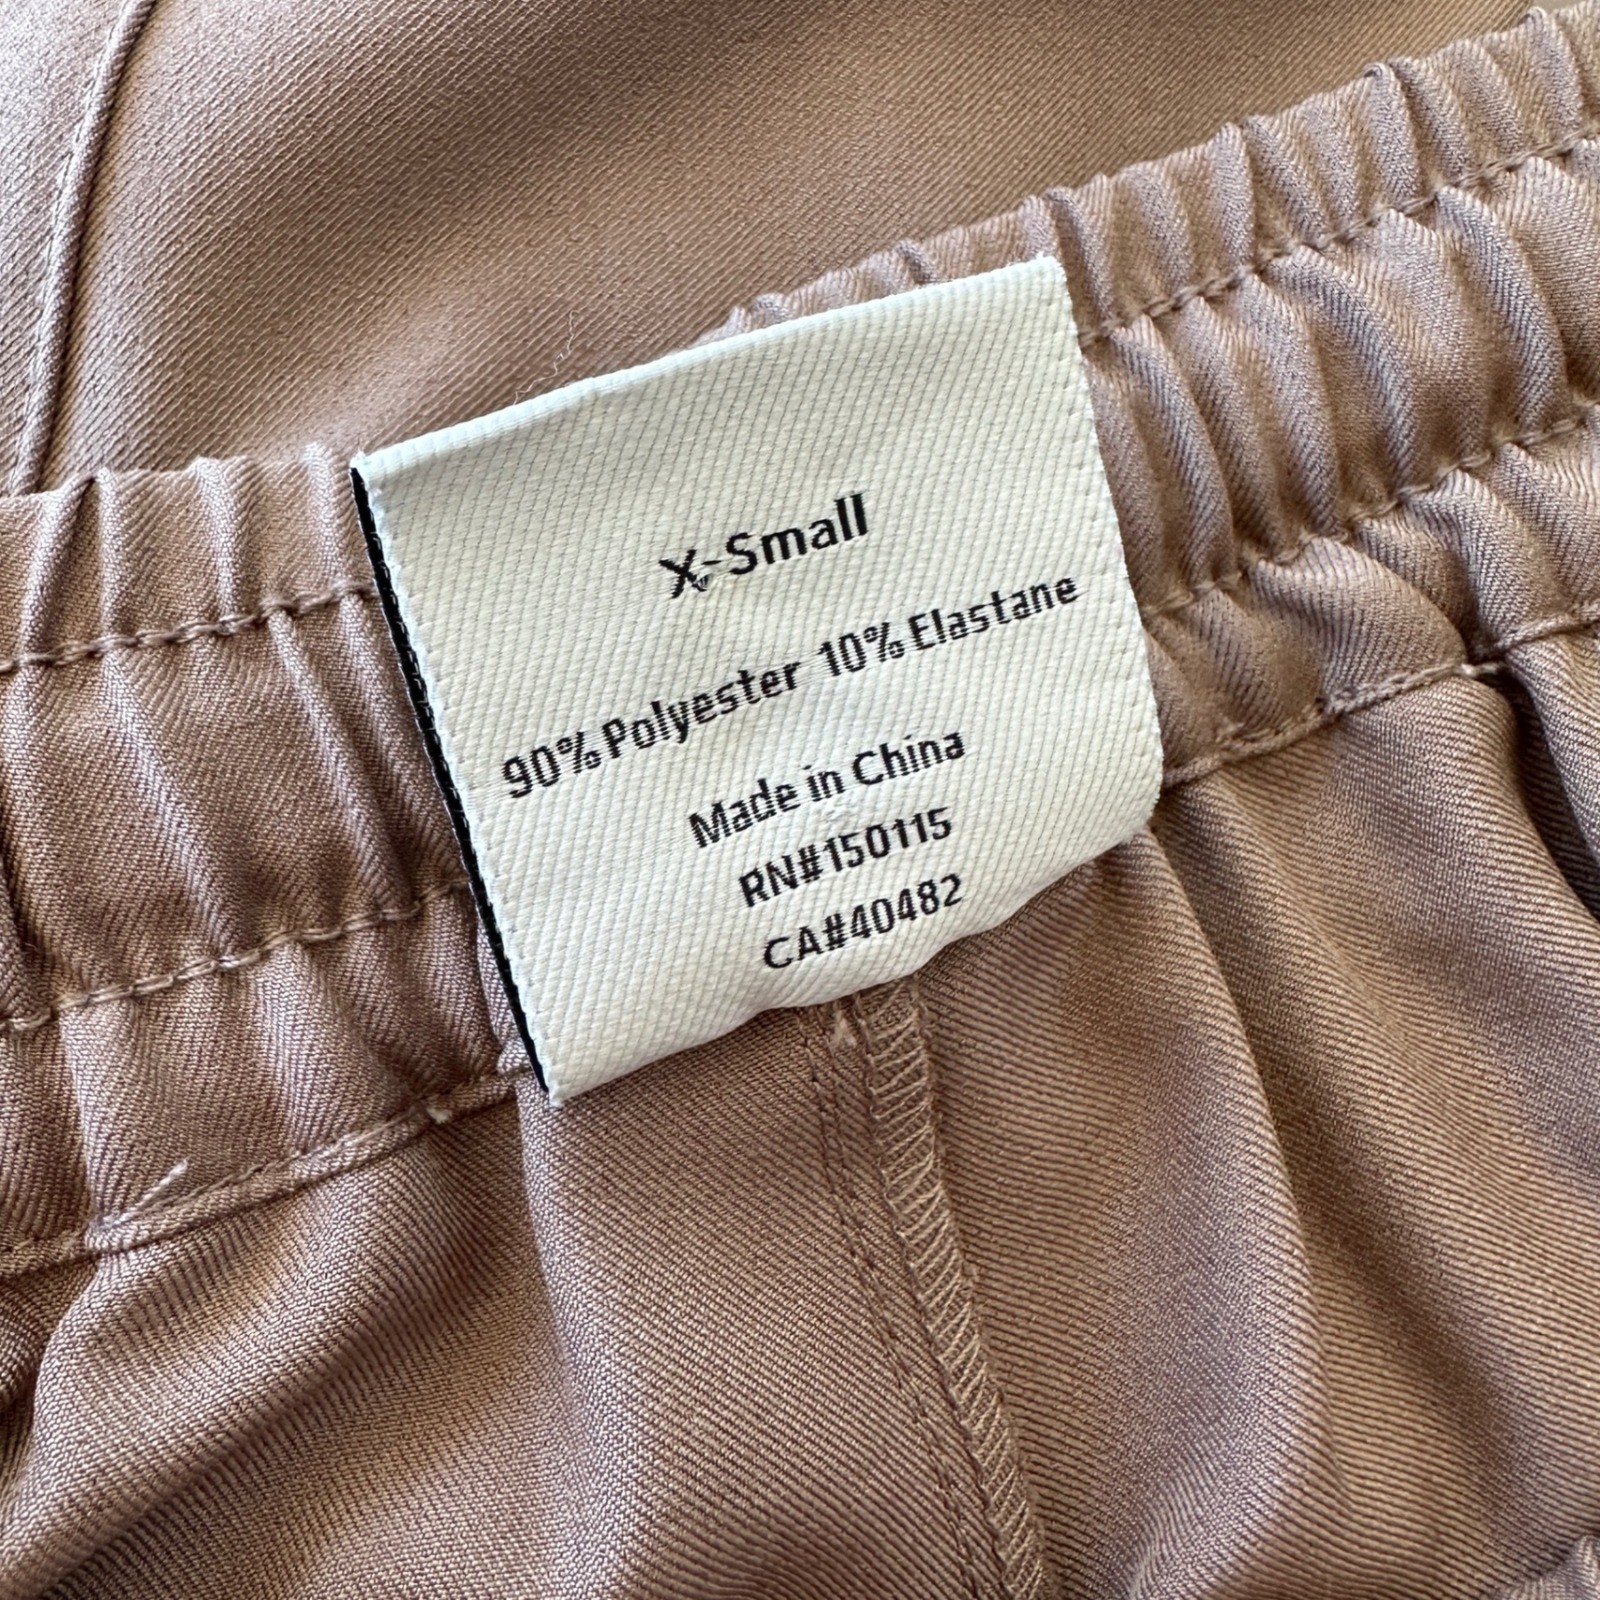 X-Small
90% Polyester 10% Elastane
Made in China
RN#150115
CA#40482